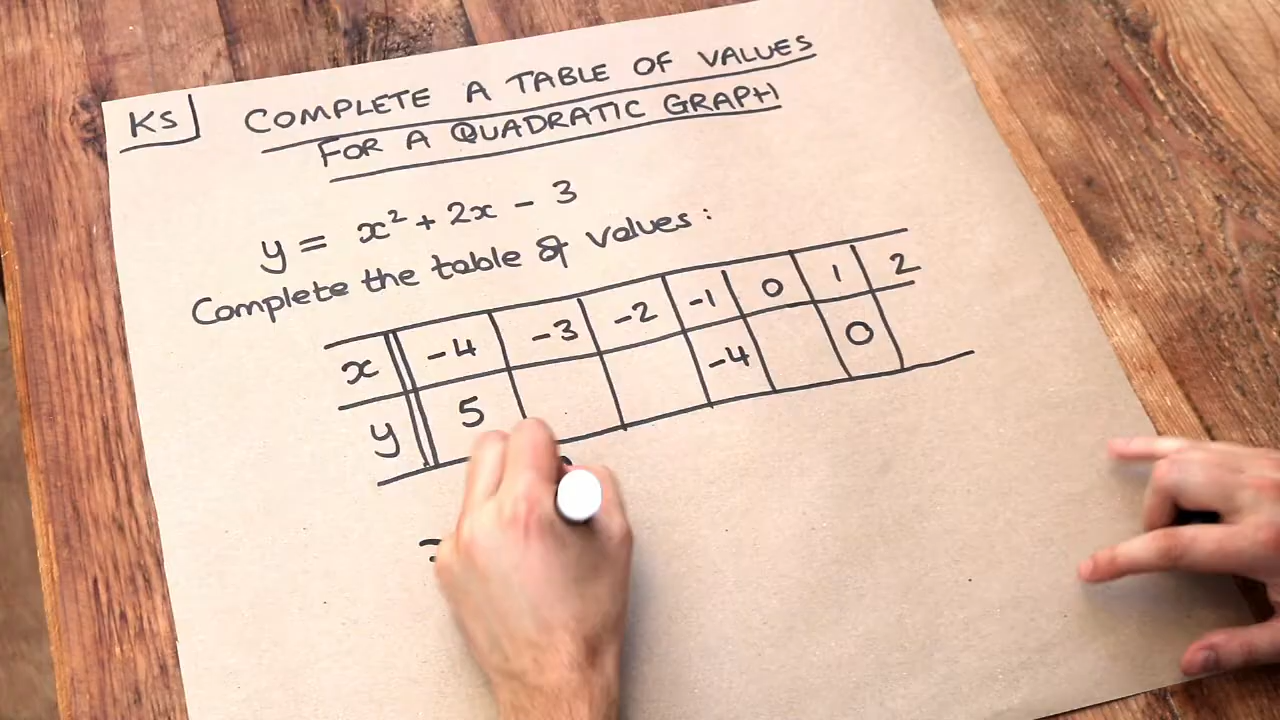 KS
COMPLETE A TABLE OF VALUES
FOR A QUADRATIC GRAPH
y = x² + 2x - 3
Complete the table of values:
x -4 -3 -2 -1 0 1 2
y 5 -4 0